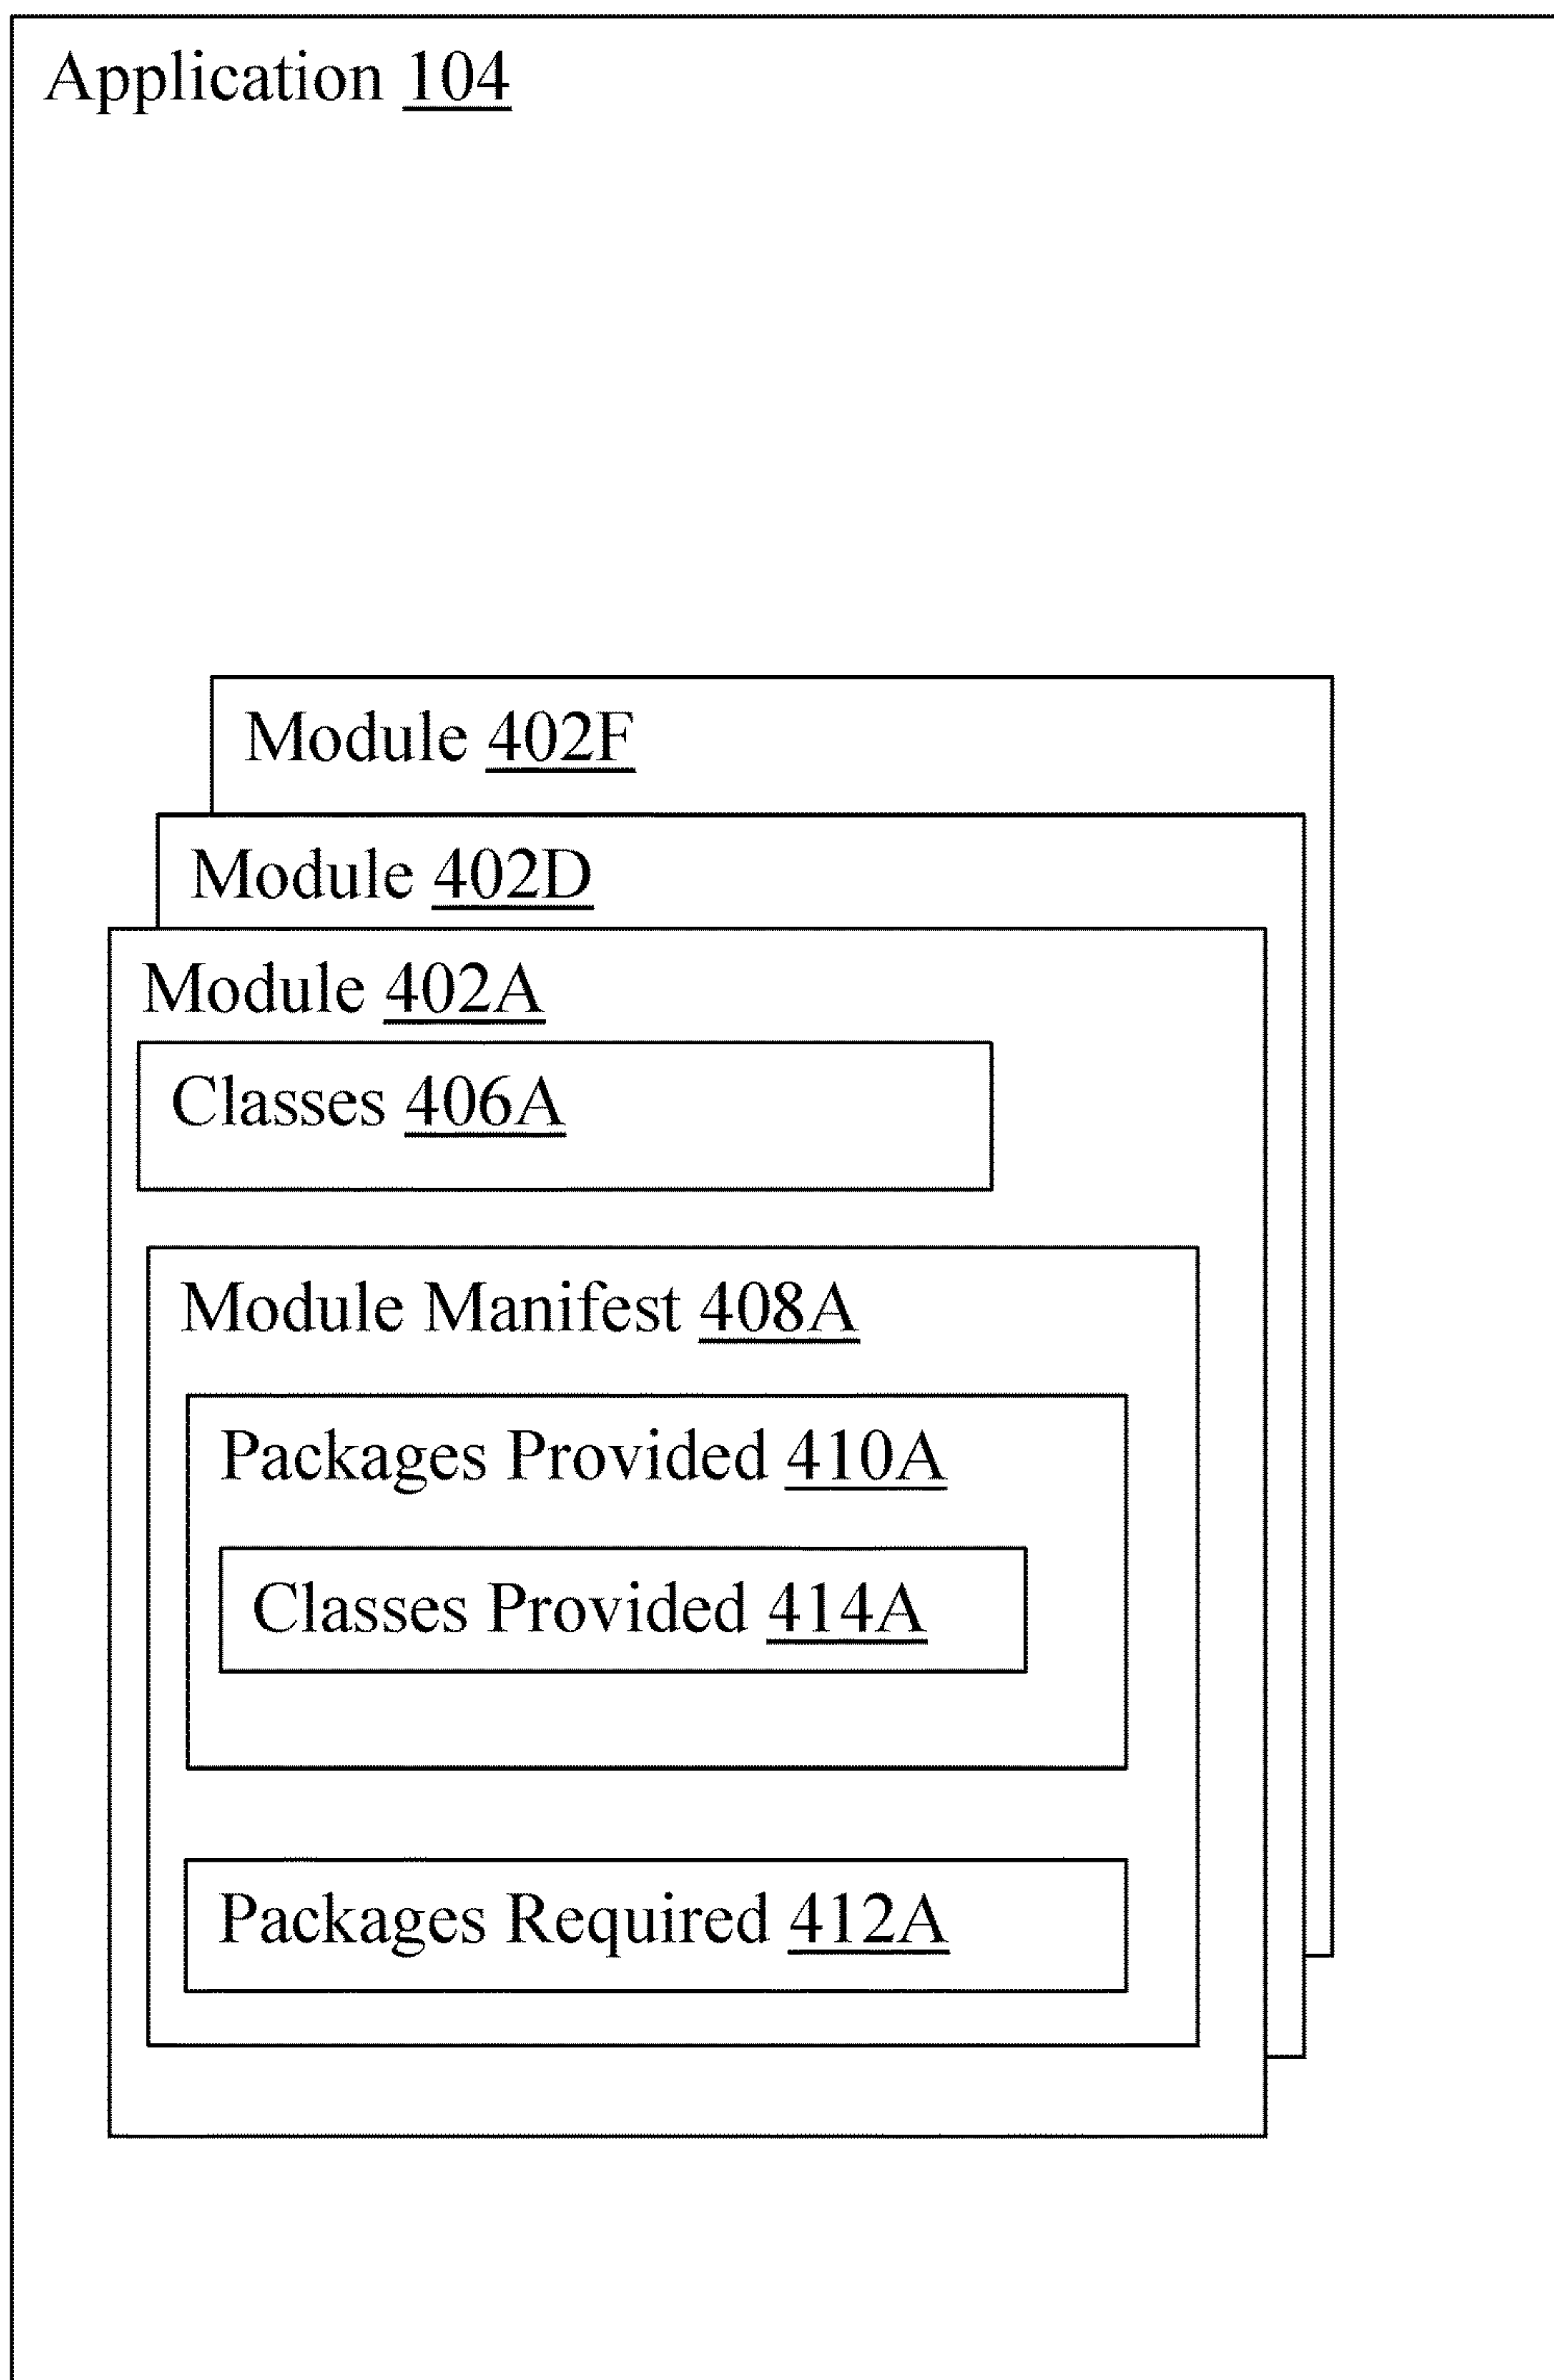 Application 104
Module 402F
Module 402D
Module 402A
Classes 406A
Module Manifest 408A
Packages Provided 410A
Classes Provided 414A
Packages Required 412A